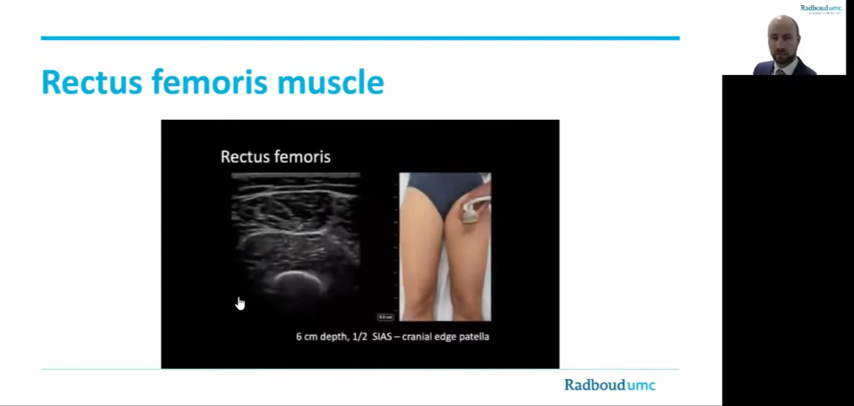 Radboudumc
Rectus femoris muscle
Rectus femoris
6 cm depth, 1/2 SIAS – cranial edge patella
Radboudumc